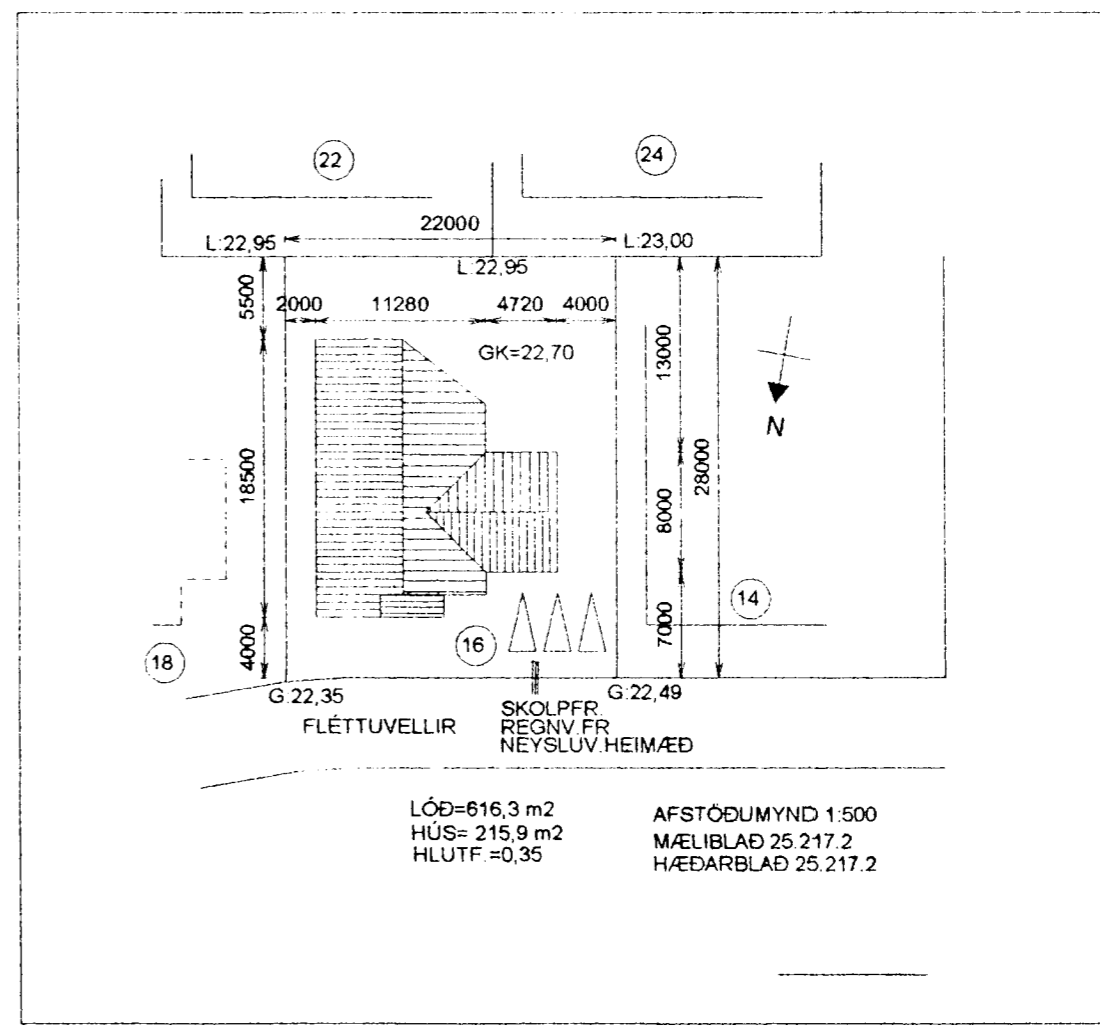 22
24
22000
L:22,95
L:23,00
L:22,95
5500
2000
11280
4720
4000
GK=22,70
13000
N
18500
8000
28000
14
7000
4000
16
18
G:22,35
G:22,49
FLÉTTUVELLIR
SKOLPFR.
REGNV.FR
NEYSLUV.HEIMÆÐ
LÓÐ=616,3 m2
HÚS= 215,9 m2
HLUTF.=0,35
AFSTÖÐUMYND 1:500
MÆLIBLAÐ 25.217.2
HÆÐARBLAÐ 25.217.2